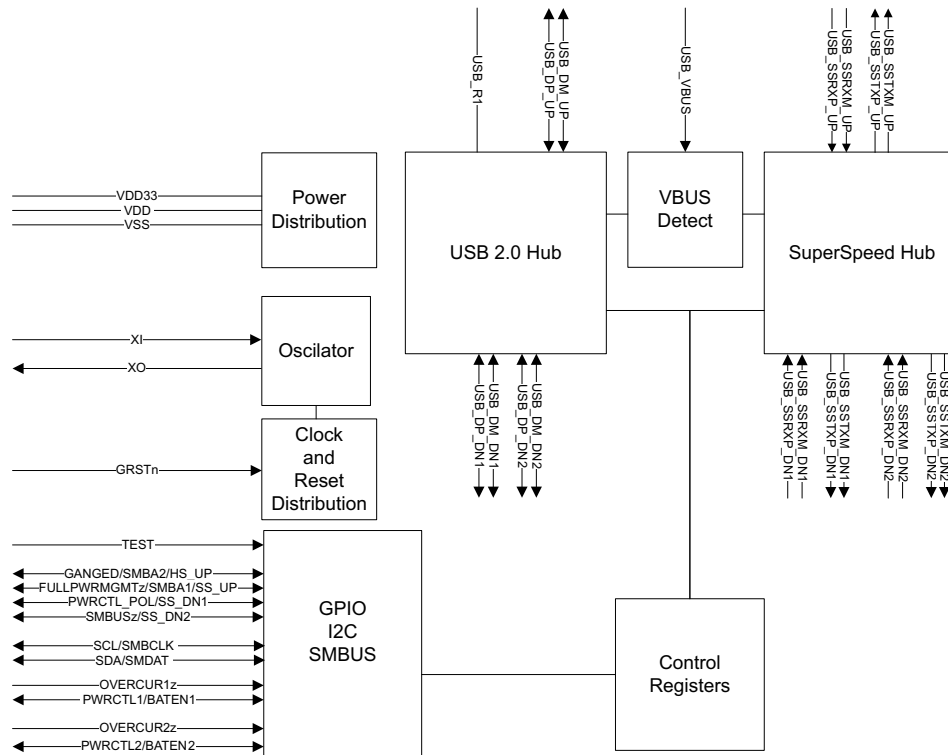 USB_R1
USB_DP_UP
USB_DM_UP
USB_VBUS
USB_SSRXP_UP
USB_SSRXM_UP
USB_SSTXP_UP
USB_SSTXM_UP
VDD33
VDD
VSS
Power
Distribution
USB 2.0 Hub
VBUS
Detect
SuperSpeed Hub
XI
XO
Oscilator
GRSTn
Clock
and
Reset
Distribution
USB_DP_DN1
USB_DM_DN1
USB_DP_DN2
USB_DM_DN2
USB_SSRXP_DN1
USB_SSRXM_DN1
USB_SSTXP_DN1
USB_SSTXM_DN1
USB_SSRXP_DN2
USB_SSRXM_DN2
USB_SSTXP_DN2
USB_SSTXM_DN2
TEST
GANGED/SMBA2/HS_UP
FULLPWRMGMTz/SMBA1/SS_UP
PWRCTL_POL/SS_DN1
SMBUSz/SS_DN2
SCL/SMBCLK
SDA/SMDAT
OVERCUR1z
PWRCTL1/BATEN1
OVERCUR2z
PWRCTL2/BATEN2
GPIO
I2C
SMBUS
Control
Registers